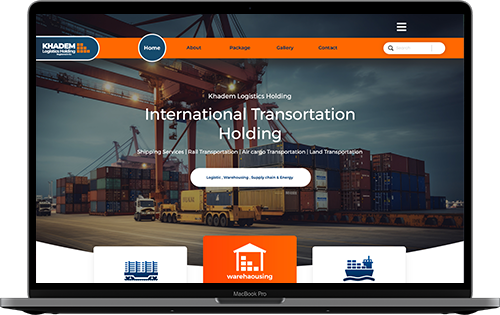 KHADEM
Logistics Holding
Home
About
Package
Gallery
Contact
Search
Khadem Logistics Holding
International Transortation
Holding
Shipping Services | Rail Transportation | Air cargo Transportation | Land Transportation
Logistic , Warehousing , Supply chain & Energy
warehaousing
MacBook Pro